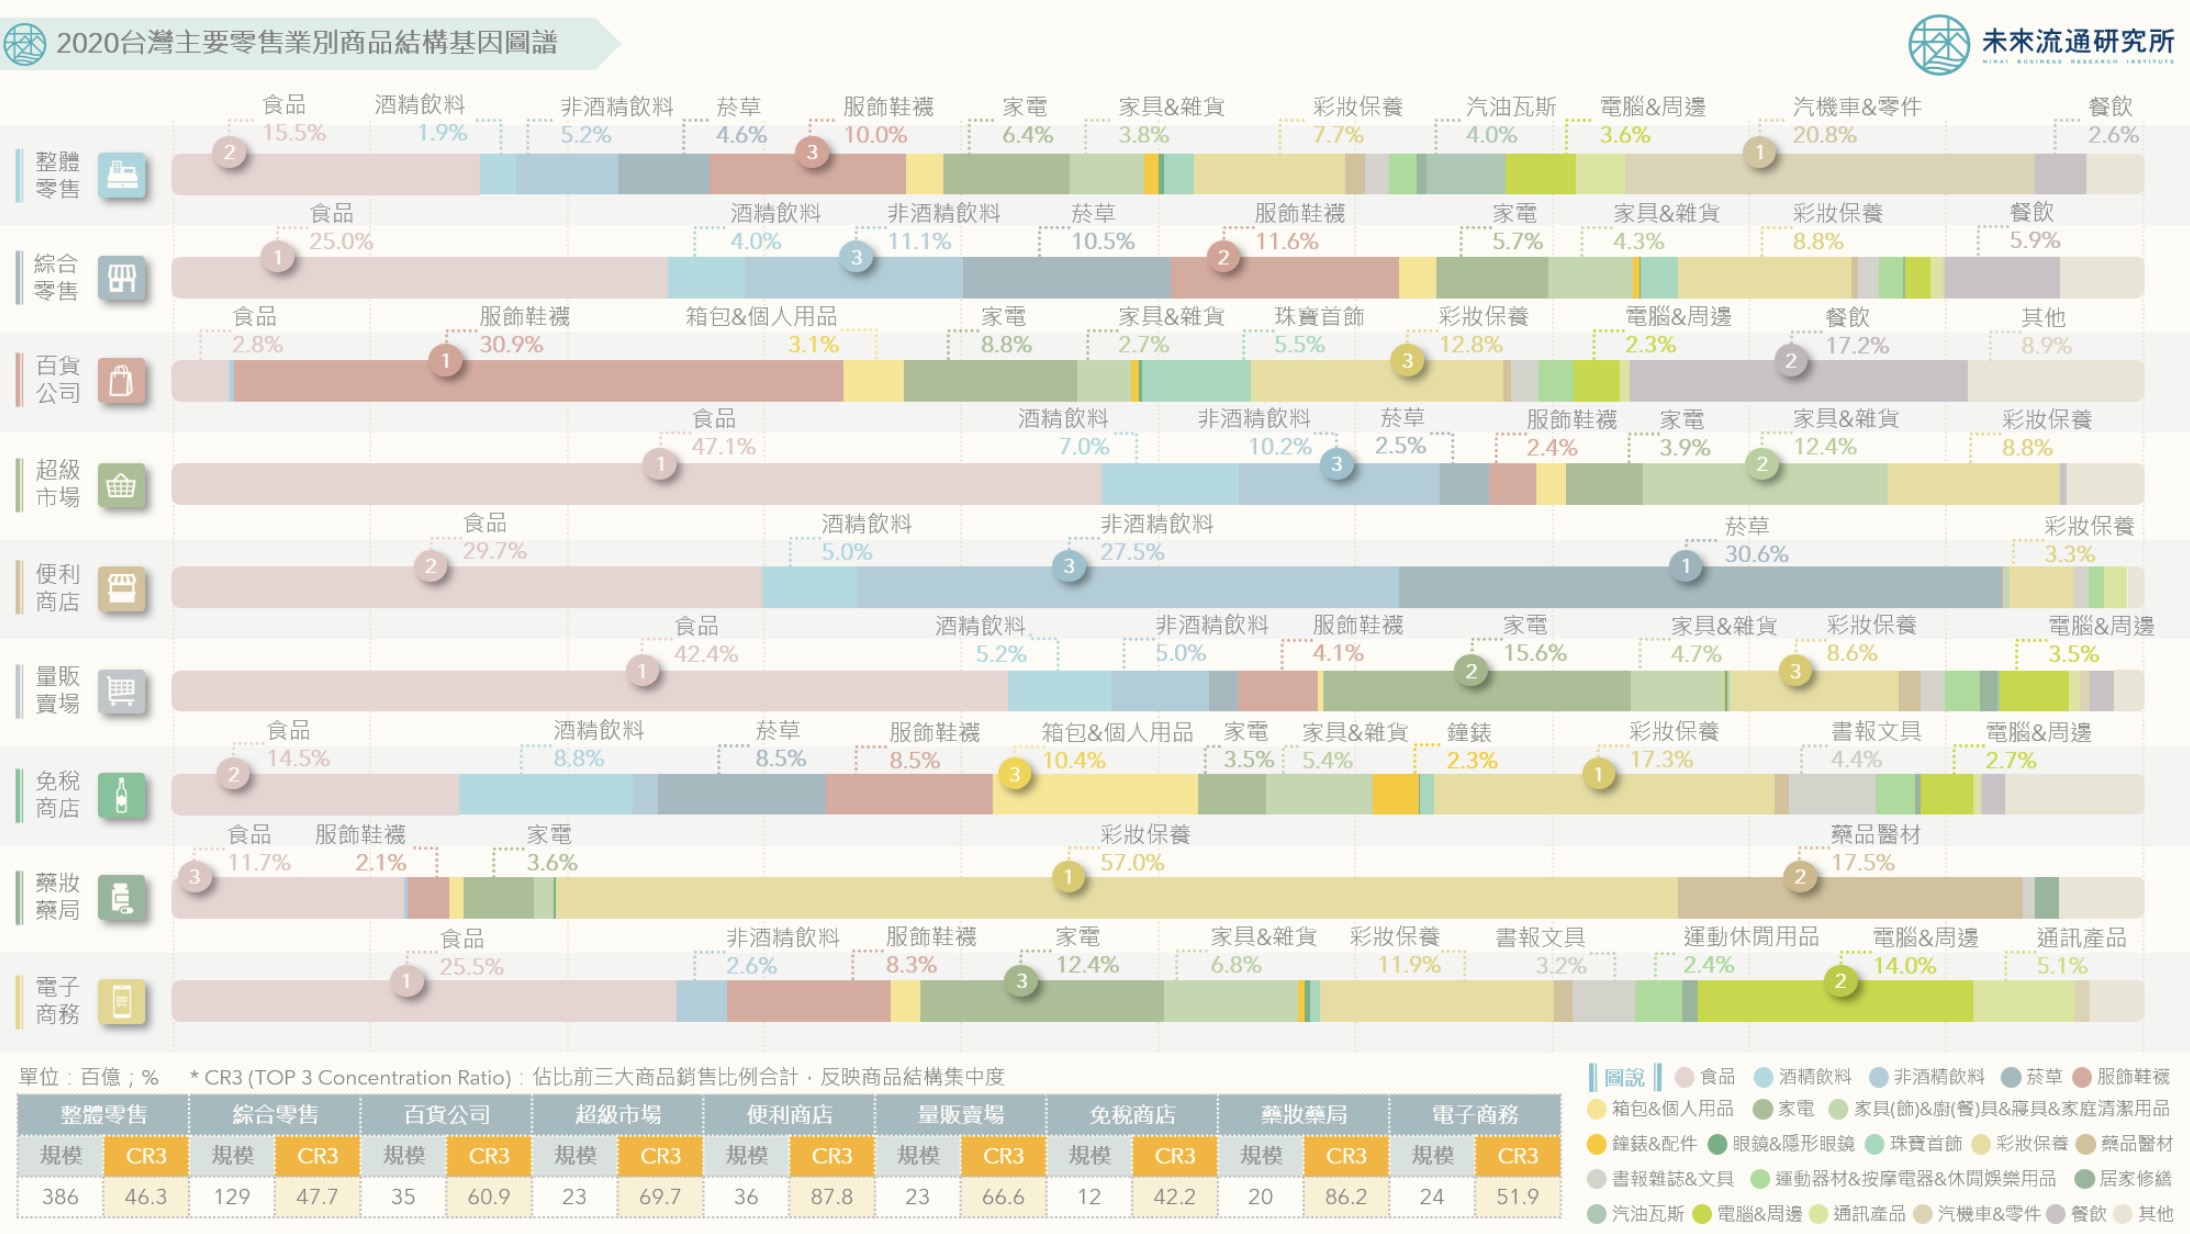 2020台灣主要零售業別商品結構基因圖譜
未來流通研究所
MIRAI BUSINESS RESEARCH INSTITUTE
整體零售
食品 酒精飲料 非酒精飲料 菸草 服飾鞋襪 家電 家具&雜貨 彩妝保養 汽油瓦斯 電腦&周邊 汽機車&零件 餐飲
15.5% 1.9% 5.2% 4.6% 10.0% 6.4% 3.8% 7.7% 4.0% 3.6% 20.8% 2.6%
2 3 1
綜合零售
食品 酒精飲料 非酒精飲料 菸草 服飾鞋襪 家電 家具&雜貨 彩妝保養 餐飲
25.0% 4.0% 11.1% 10.5% 11.6% 5.7% 4.3% 8.8% 5.9%
1 3 2
百貨公司
食品 服飾鞋襪 箱包&個人用品 家電 家具&雜貨 珠寶首飾 彩妝保養 電腦&周邊 餐飲 其他
2.8% 30.9% 3.1% 8.8% 2.7% 5.5% 12.8% 2.3% 17.2% 8.9%
1 3 2
超級市場
食品 酒精飲料 非酒精飲料 菸草 服飾鞋襪 家電 家具&雜貨 彩妝保養
47.1% 7.0% 10.2% 2.5% 2.4% 3.9% 12.4% 8.8%
1 3 2
便利商店
食品 酒精飲料 非酒精飲料 菸草 彩妝保養
29.7% 5.0% 27.5% 30.6% 3.3%
2 3 1
量販賣場
食品 酒精飲料 非酒精飲料 服飾鞋襪 家電 家具&雜貨 彩妝保養 電腦&周邊
42.4% 5.2% 5.0% 4.1% 15.6% 4.7% 8.6% 3.5%
1 2 3
免稅商店
食品 酒精飲料 菸草 服飾鞋襪 箱包&個人用品 家電 家具&雜貨 鐘錶 彩妝保養 書報文具 電腦&周邊
14.5% 8.8% 8.5% 8.5% 10.4% 3.5% 5.4% 2.3% 17.3% 4.4% 2.7%
2 3 1
藥妝藥局
食品 服飾鞋襪 家電 彩妝保養 藥品醫材
11.7% 2.1% 3.6% 57.0% 17.5%
3 1 2
電子商務
食品 非酒精飲料 服飾鞋襪 家電 家具&雜貨 彩妝保養 書報文具 運動休閒用品 電腦&周邊 通訊產品
25.5% 2.6% 8.3% 12.4% 6.8% 11.9% 3.2% 2.4% 14.0% 5.1%
1 3 2
單位：百億；% * CR3 (TOP 3 Concentration Ratio)：佔比前三大商品銷售比例合計，反映商品結構集中度
整體零售 綜合零售 百貨公司 超級市場 便利商店 量販賣場 免稅商店 藥妝藥局 電子商務
規模 CR3 規模 CR3 規模 CR3 規模 CR3 規模 CR3 規模 CR3 規模 CR3 規模 CR3 規模 CR3
386 46.3 129 47.7 35 60.9 23 69.7 36 87.8 23 66.6 12 42.2 20 86.2 24 51.9
圖說 食品 酒精飲料 非酒精飲料 菸草 服飾鞋襪
箱包&個人用品 家電 家具(飾)&廚(餐)具&寢具&家庭清潔用品
鐘錶&配件 眼鏡&隱形眼鏡 珠寶首飾 彩妝保養 藥品醫材
書報雜誌&文具 運動器材&按摩電器&休閒娛樂用品 居家修繕
汽油瓦斯 電腦&周邊 通訊產品 汽機車&零件 餐飲 其他